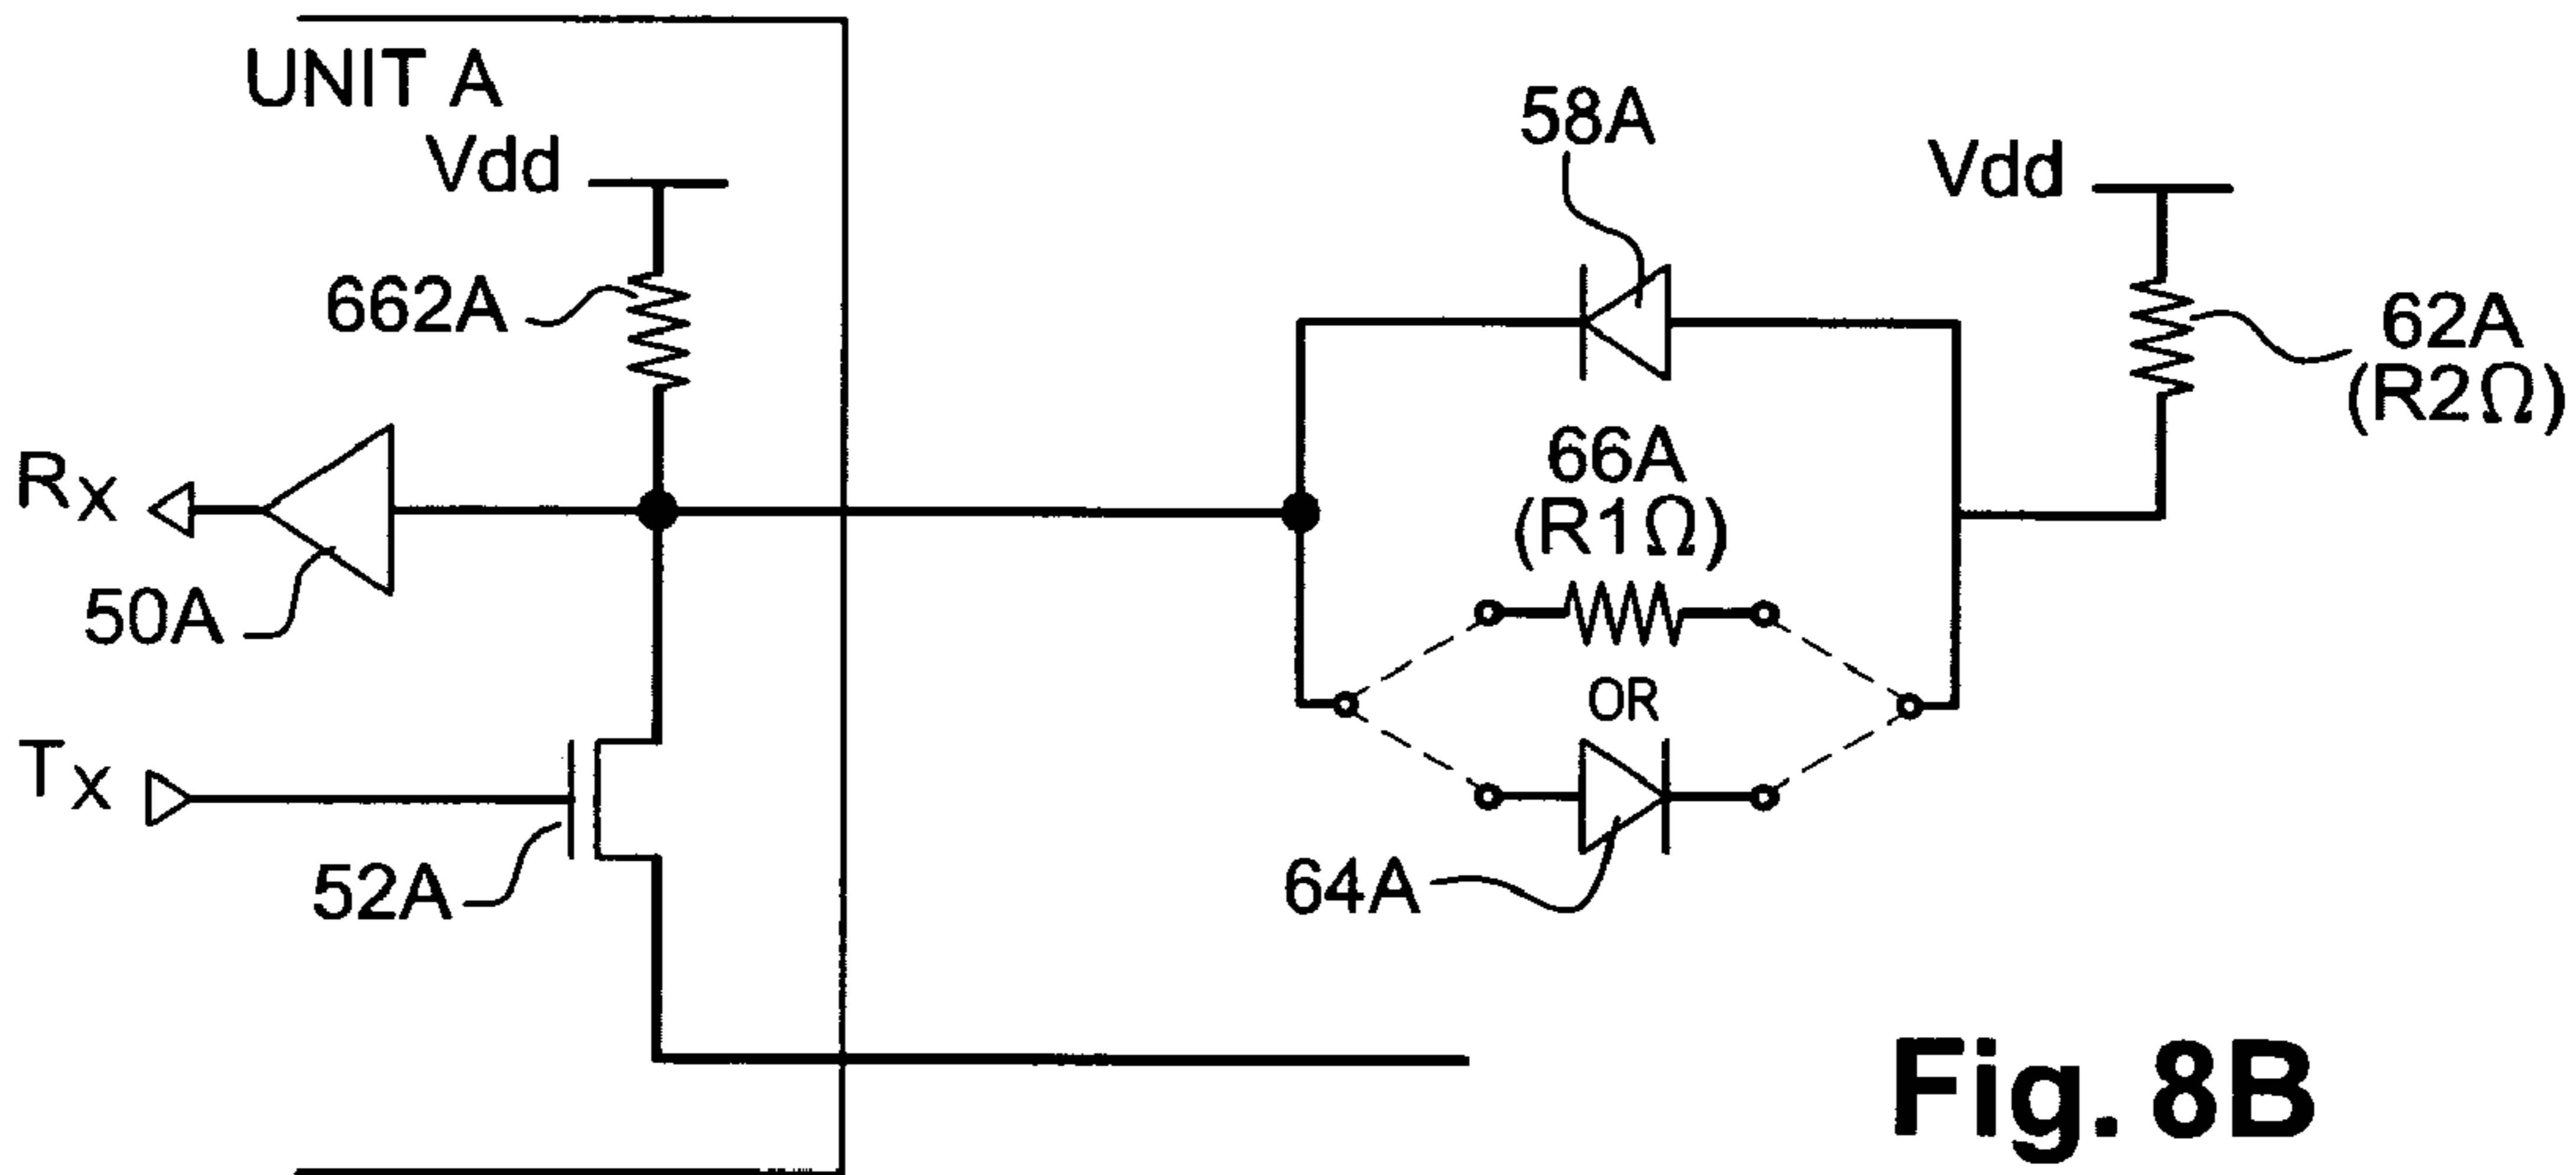 UNIT A
Vdd
662A
RX
50A
TX
52A
58A
Vdd
62A
(R2Ω)
66A
(R1Ω)
OR
64A
Fig. 8B